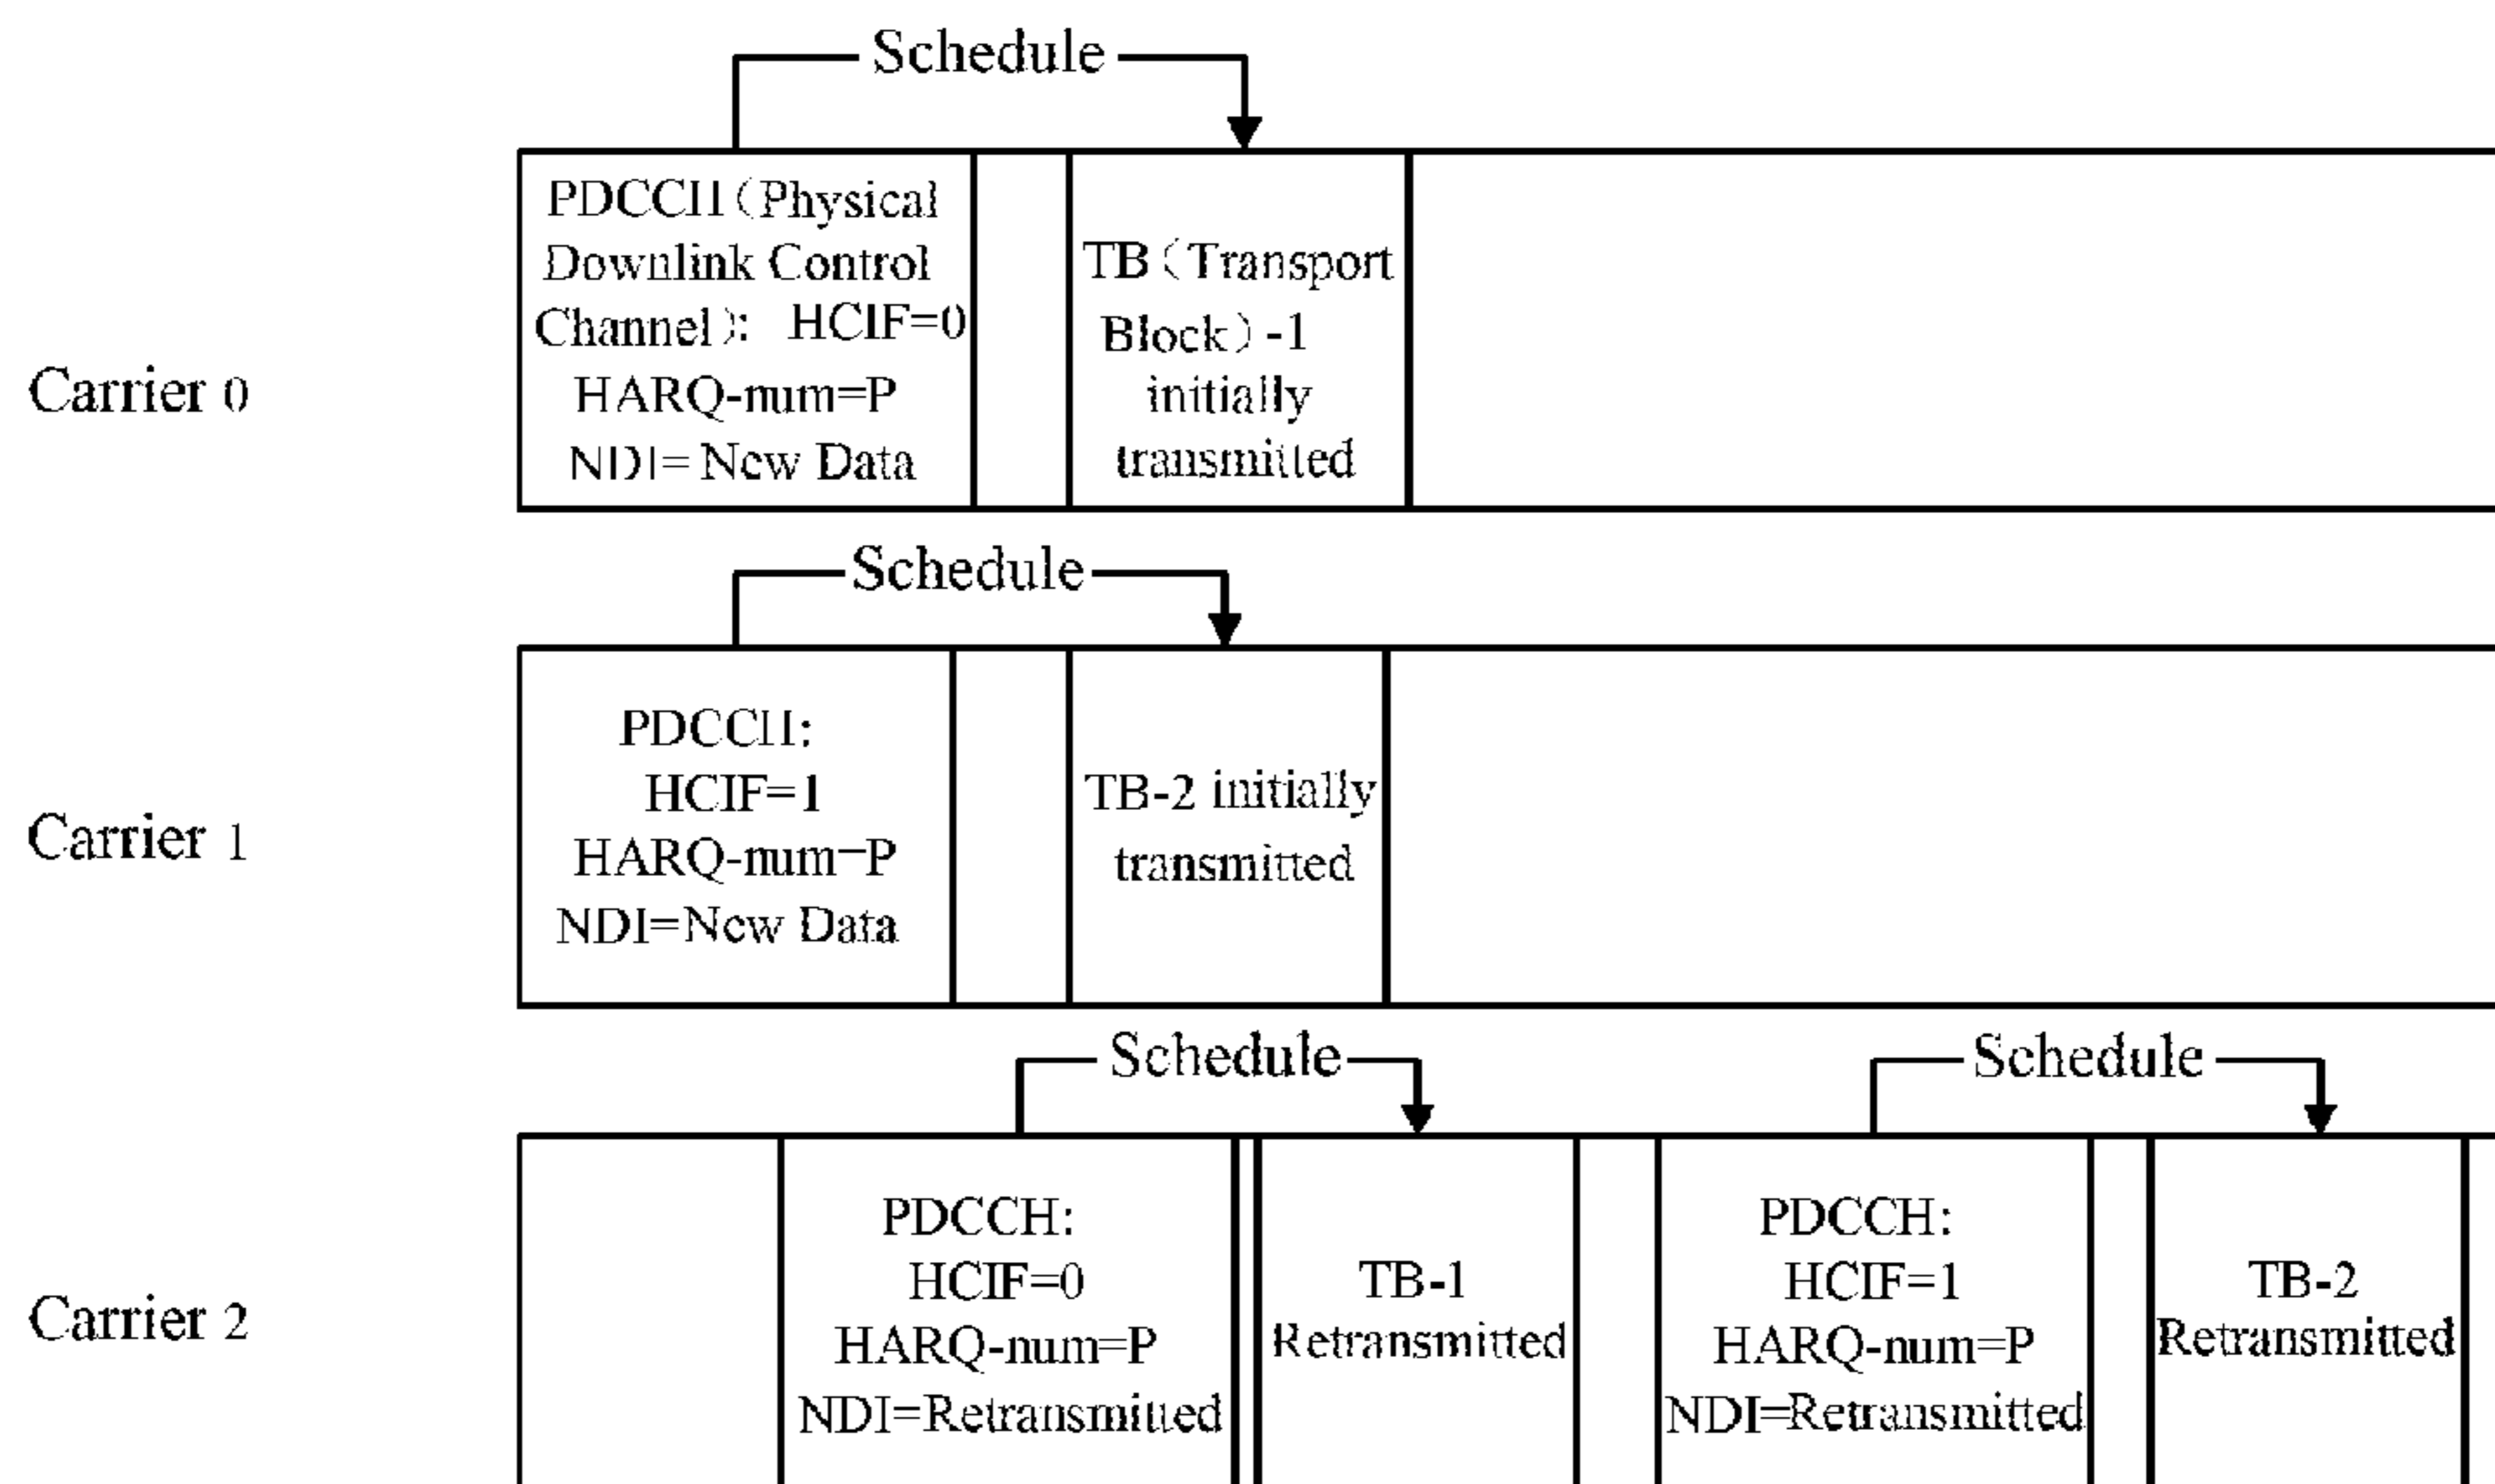 Schedule
PDCCH（Physical
Downlink Control
Channel）: HCIF=0
HARQ-num=P
NDI= New Data
TB（Transport
Block）-1
initially
transmitted
Carrier 0
Schedule
PDCCH:
HCIF=1
HARQ-num=P
NDI=New Data
TB-2 initially
transmitted
Carrier 1
Schedule
Schedule
PDCCH:
HCIF=0
HARQ-num=P
NDI=Retransmitted
TB-1
Retransmitted
PDCCH:
HCIF=1
HARQ-num=P
NDI=Retransmitted
TB-2
Retransmitted
Carrier 2